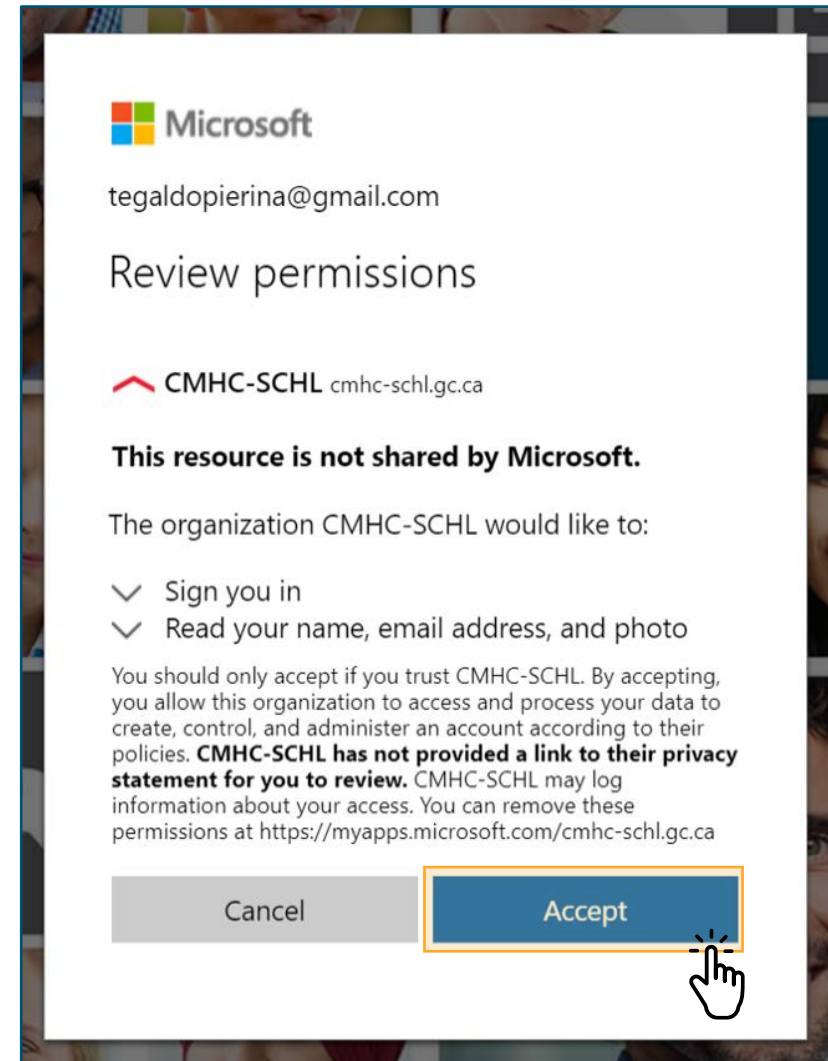 Microsoft
tegaldopierina@gmail.com
Review permissions
CMHC-SCHL cmhc-schl.gc.ca
This resource is not shared by Microsoft.
The organization CMHC-SCHL would like to:
Sign you in
Read your name, email address, and photo
You should only accept if you trust CMHC-SCHL. By accepting,
you allow this organization to access and process your data to
create, control, and administer an account according to their
policies. CMHC-SCHL has not provided a link to their privacy
statement for you to review. CMHC-SCHL may log
information about your access. You can remove these
permissions at https://myapps.microsoft.com/cmhc-schl.gc.ca
Cancel
Accept